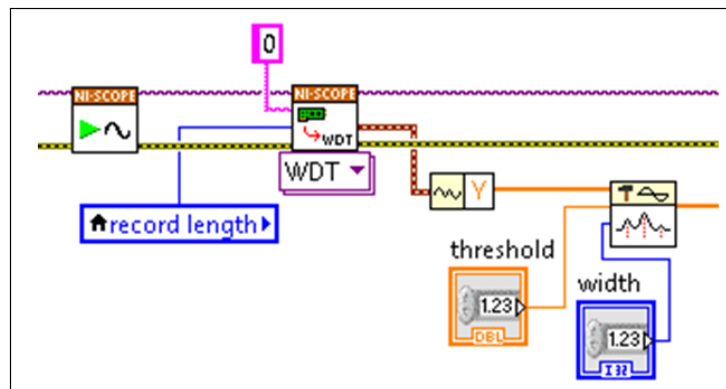 0
NI-SCOPE
NI-SCOPE
WDT
WDT
Y
record length
threshold
width
1.23
DBL
1.23
I32